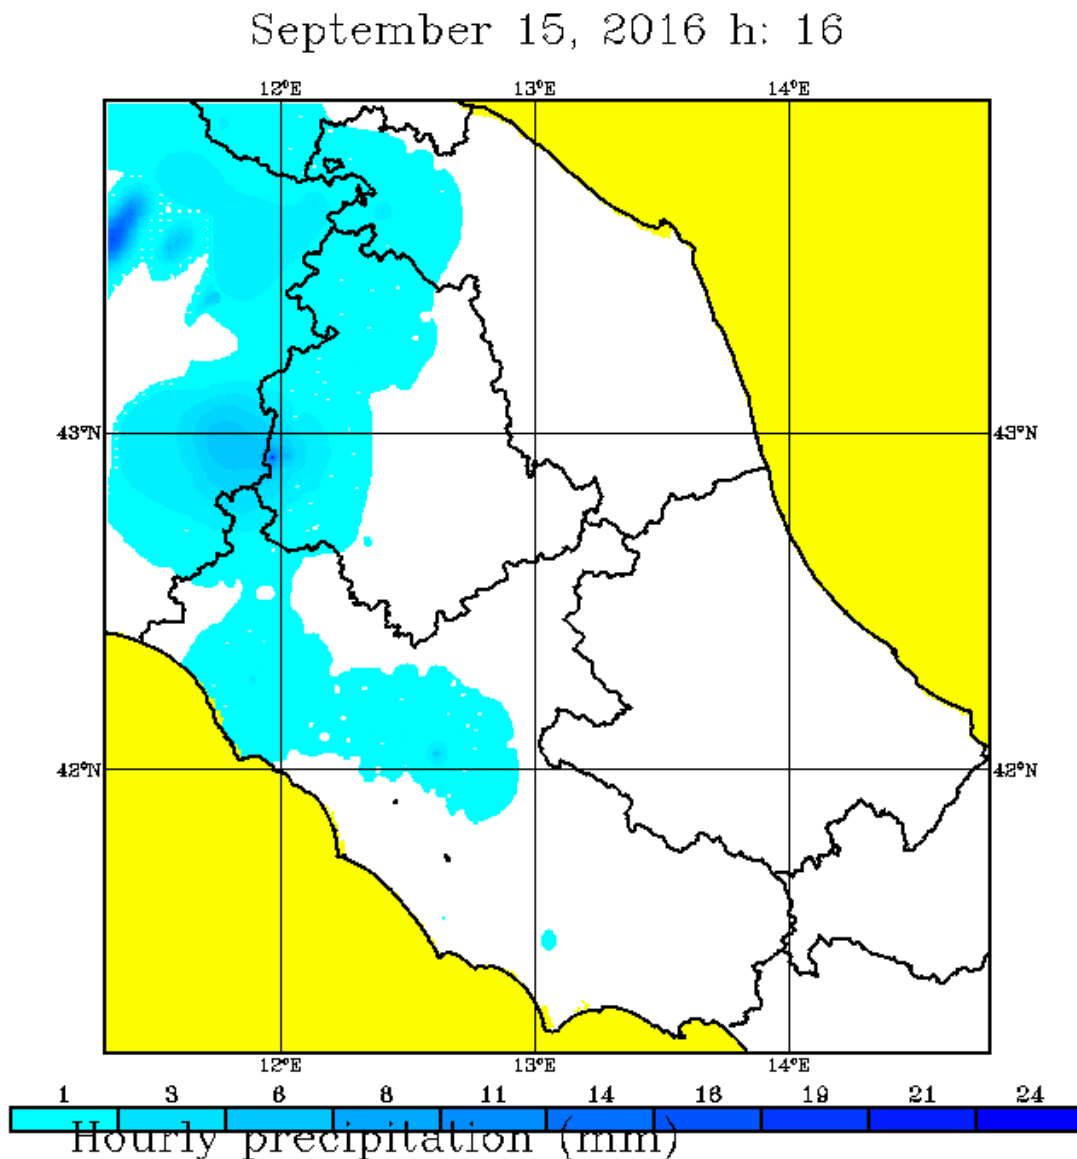 September 15, 2016 h: 16
12°E 13°E 14°E
43°N 43°N
42°N 42°N
12°E 13°E 14°E
1 3 6 8 11 14 16 19 21 24
Hourly precipitation (mm)